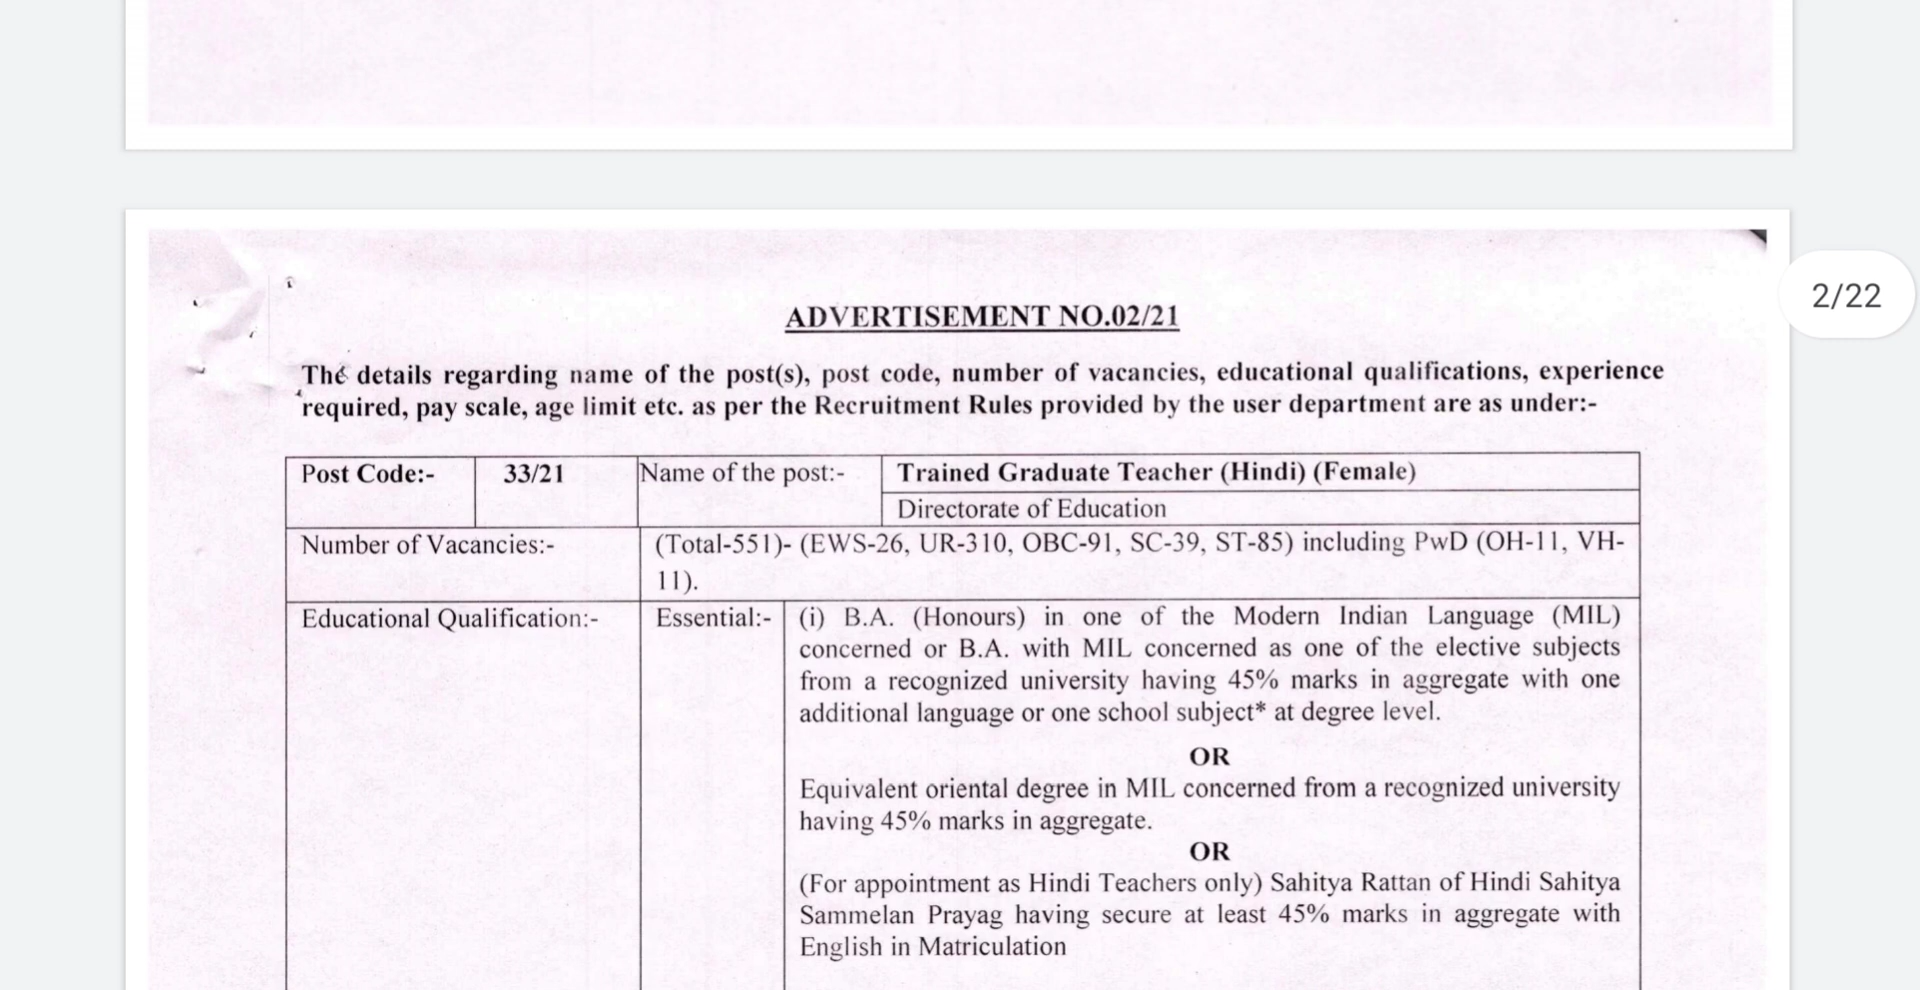 2/22
ADVERTISEMENT NO.02/21
The details regarding name of the post(s), post code, number of vacancies, educational qualifications, experience
required, pay scale, age limit etc. as per the Recruitment Rules provided by the user department are as under:-
Post Code:- 33/21 Name of the post:- Trained Graduate Teacher (Hindi) (Female)
Directorate of Education
Number of Vacancies:- (Total-551)- (EWS-26, UR-310, OBC-91, SC-39, ST-85) including PwD (OH-11, VH-
11).
Educational Qualification:- Essential:- (i) B.A. (Honours) in one of the Modern Indian Language (MIL)
concerned or B.A. with MIL concerned as one of the elective subjects
from a recognized university having 45% marks in aggregate with one
additional language or one school subject* at degree level.
OR
Equivalent oriental degree in MIL concerned from a recognized university
having 45% marks in aggregate.
OR
(For appointment as Hindi Teachers only) Sahitya Rattan of Hindi Sahitya
Sammelan Prayag having secure at least 45% marks in aggregate with
English in Matriculation